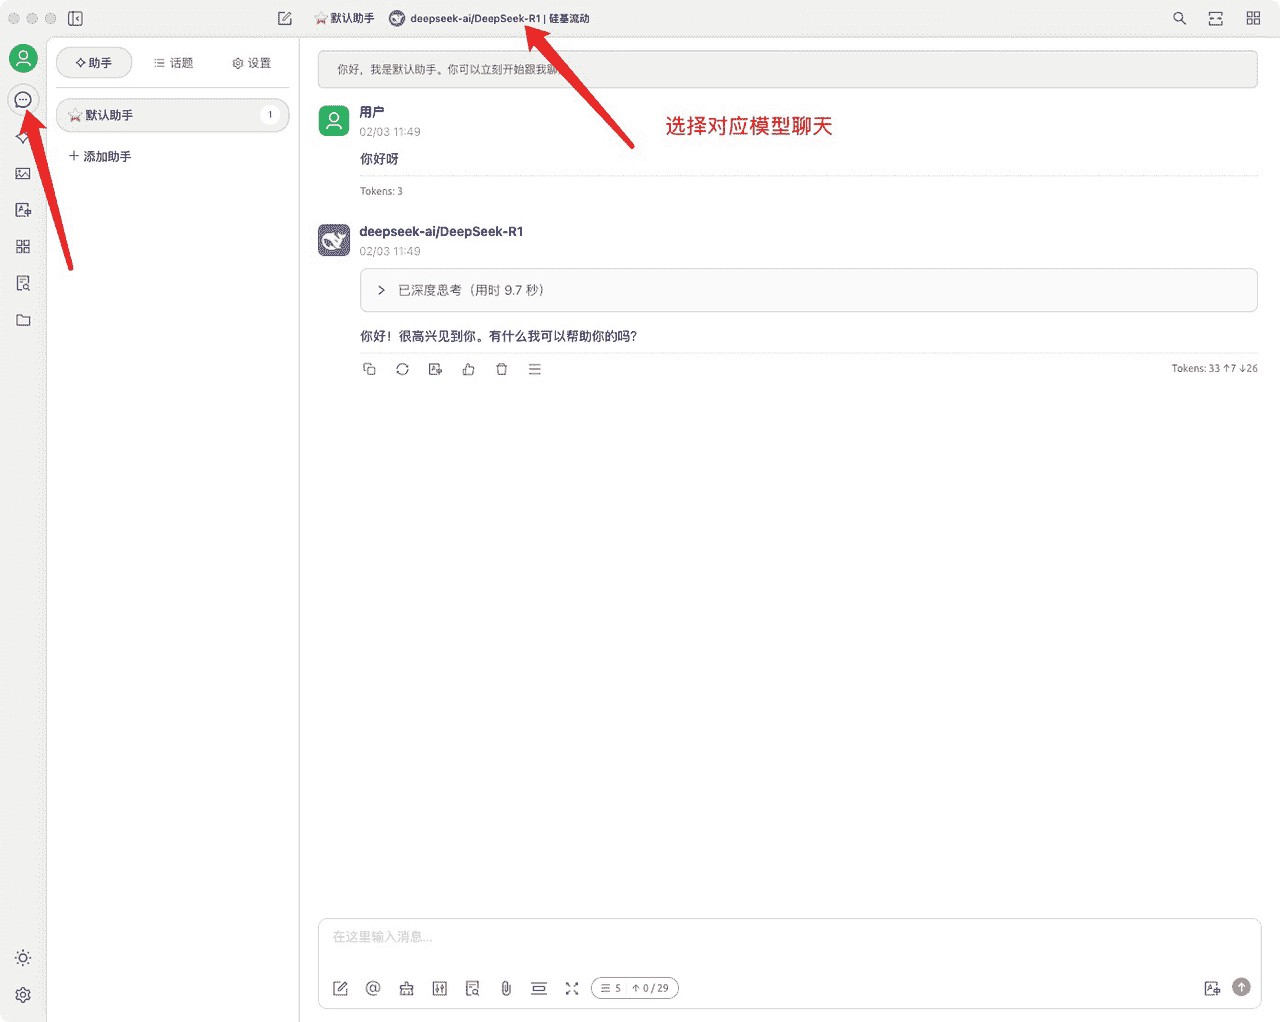 默认助手 deepseek-ai/DeepSeek-R1 | 硅基流动
助手 话题 设置
默认助手 1
添加助手
你好，我是默认助手。你可以立刻开始跟我聊
选择对应模型聊天
用户
02/03 11:49
你好呀
Tokens: 3
deepseek-ai/DeepSeek-R1
02/03 11:49
已深度思考（用时 9.7 秒）
你好！很高兴见到你。有什么我可以帮助你的吗？
Tokens: 33 ↑7 ↓26
在这里输入消息...
5 ↑ 0 / 29